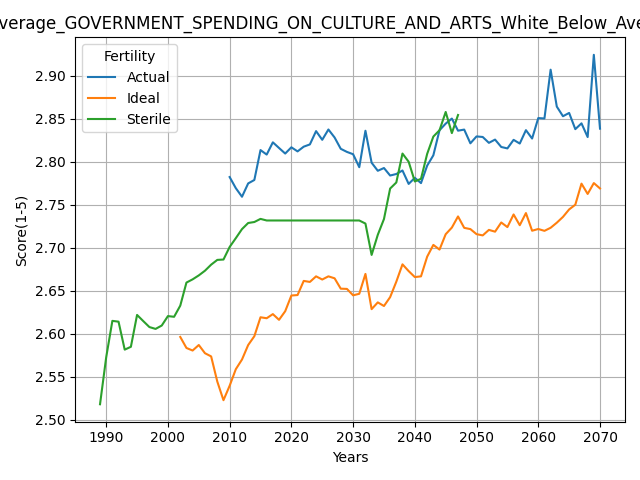 verage_GOVERNMENT_SPENDING_ON_CULTURE_AND_ARTS_White_Below_Ave
Fertility
Actual
Ideal
Sterile
Score(1-5)
2.90
2.85
2.80
2.75
2.70
2.65
2.60
2.55
2.50
1990 2000 2010 2020 2030 2040 2050 2060 2070
Years